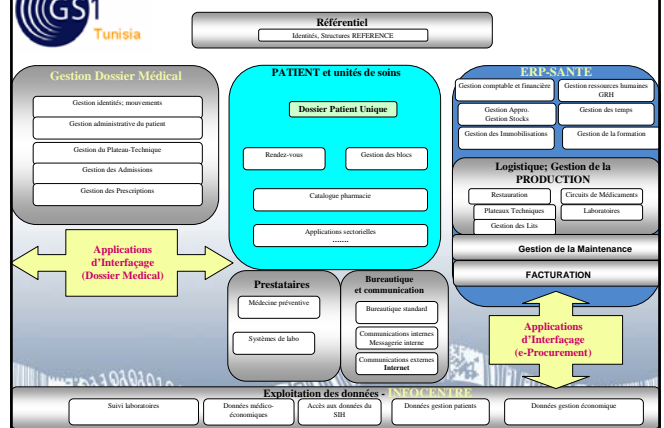 GS1
Tunisia
Référentiel
Identités, Structures REFERENCE
Gestion Dossier Médical
Gestion identités; mouvements
Gestion administrative du patient
Gestion du Plateau-Technique
Gestion des Admissions
Gestion des Prescriptions
PATIENT et unités de soins
Dossier Patient Unique
Rendez-vous
Gestion des blocs
Catalogue pharmacie
Applications sectorielles
.......
ERP-SANTE
Gestion comptable et financière
Gestion ressources humaines
GRH
Gestion Appro.
Gestion Stocks
Gestion des temps
Gestion des Immobilisations
Gestion de la formation
Logistique; Gestion de la
PRODUCTION
Restauration
Circuits de Médicaments
Plateaux Techniques
Laboratoires
Gestion des Lits
Gestion de la Maintenance
FACTURATION
Applications
d'Interfaçage
(Dossier Medical)
Prestataires
Médecine préventive
Systèmes de labo
Bureautique
et communication
Bureautique standard
Communications internes
Messagerie interne
Communications externes
Internet
Applications
d'Interfaçage
(e-Procurement)
Exploitation des données - INFOCENTRE
Suivi laboratoires
Données médico-
économiques
Accès aux données du
SIH
Données gestion patients
Données gestion économique